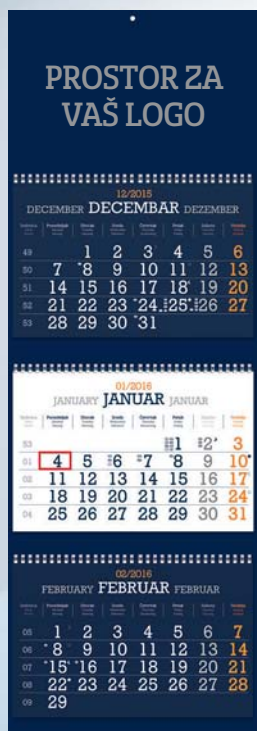 PROSTOR ZA
VAŠ LOGO
12/2015
DECEMBER DECEMBAR DEZEMBER
49 1 2 3 4 5 6
50 7 8 9 10 11 12 13
51 14 15 16 17 18 19 20
52 21 22 23 24 25 26 27
53 28 29 30 31
01/2016
JANUARY JANUAR JANUAR
53 1 2 3
01 4 5 6 7 8 9 10
02 11 12 13 14 15 16 17
03 18 19 20 21 22 23 24
04 25 26 27 28 29 30 31
02/2016
FEBRUARY FEBRUAR FEBRUAR
05 1 2 3 4 5 6 7
06 8 9 10 11 12 13 14
07 15 16 17 18 19 20 21
08 22 23 24 25 26 27 28
09 29